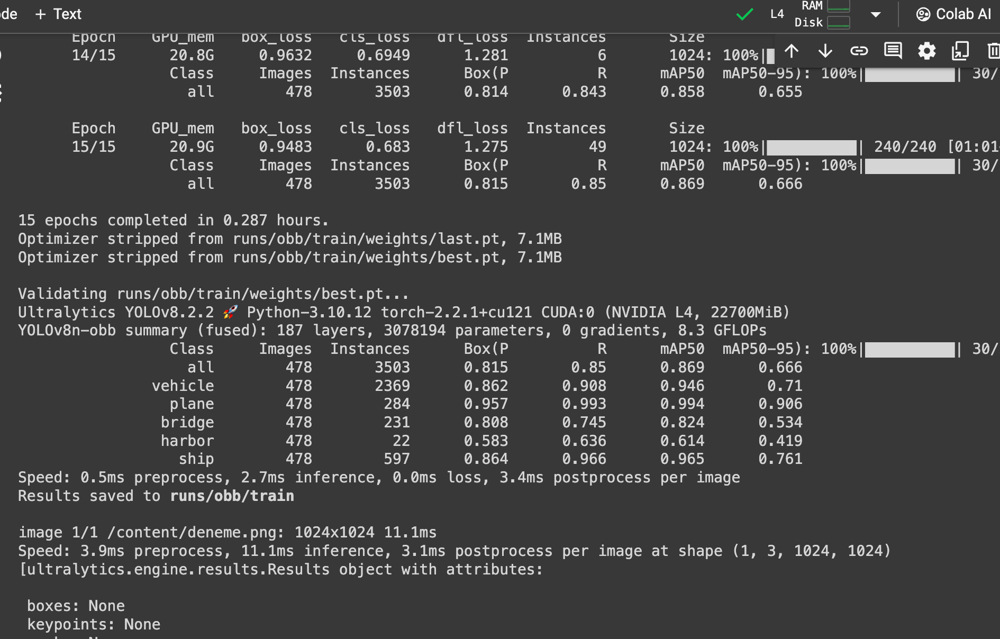 ode + Text
L4 RAM Disk
Colab AI
Epoch GPU_mem box_loss cls_loss dfl_loss Instances Size
14/15 20.8G 0.9632 0.6949 1.281 6 1024: 100%|
Class Images Instances Box(P R mAP50 mAP50-95): 100%| | 30/
all 478 3503 0.814 0.843 0.858 0.655
Epoch GPU_mem box_loss cls_loss dfl_loss Instances Size
15/15 20.9G 0.9483 0.683 1.275 49 1024: 100%| | 240/240 [01:01
Class Images Instances Box(P R mAP50 mAP50-95): 100%| | 30/
all 478 3503 0.815 0.85 0.869 0.666
15 epochs completed in 0.287 hours.
Optimizer stripped from runs/obb/train/weights/last.pt, 7.1MB
Optimizer stripped from runs/obb/train/weights/best.pt, 7.1MB
Validating runs/obb/train/weights/best.pt...
Ultralytics YOLOv8.2.2 🚀 Python-3.10.12 torch-2.2.1+cu121 CUDA:0 (NVIDIA L4, 22700MiB)
YOLOv8n-obb summary (fused): 187 layers, 3078194 parameters, 0 gradients, 8.3 GFLOPs
Class Images Instances Box(P R mAP50 mAP50-95): 100%| | 30/
all 478 3503 0.815 0.85 0.869 0.666
vehicle 478 2369 0.862 0.908 0.946 0.71
plane 478 284 0.957 0.993 0.994 0.906
bridge 478 231 0.808 0.745 0.824 0.534
harbor 478 22 0.583 0.636 0.614 0.419
ship 478 597 0.864 0.966 0.965 0.761
Speed: 0.5ms preprocess, 2.7ms inference, 0.0ms loss, 3.4ms postprocess per image
Results saved to runs/obb/train
image 1/1 /content/deneme.png: 1024x1024 11.1ms
Speed: 3.9ms preprocess, 11.1ms inference, 3.1ms postprocess per image at shape (1, 3, 1024, 1024)
[ultralytics.engine.results.Results object with attributes:
boxes: None
keypoints: None